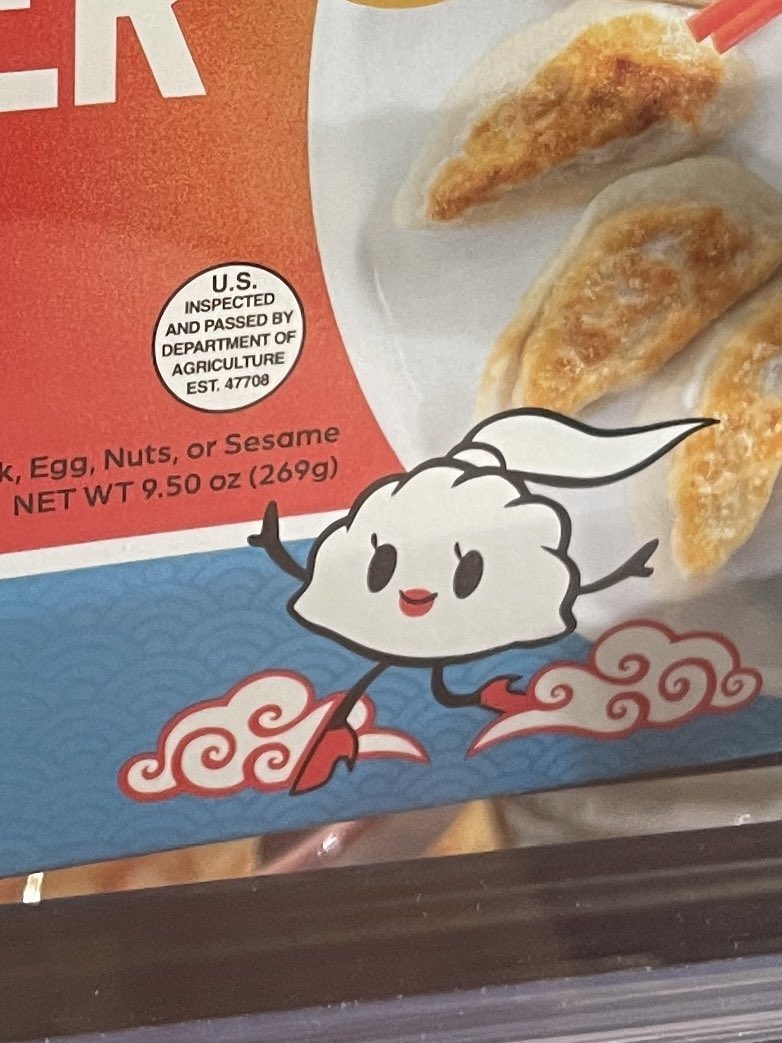 ER
U.S.
INSPECTED
AND PASSED BY
DEPARTMENT OF
AGRICULTURE
EST. 47708
k, Egg, Nuts, or Sesame
NET WT 9.50 oz (269g)